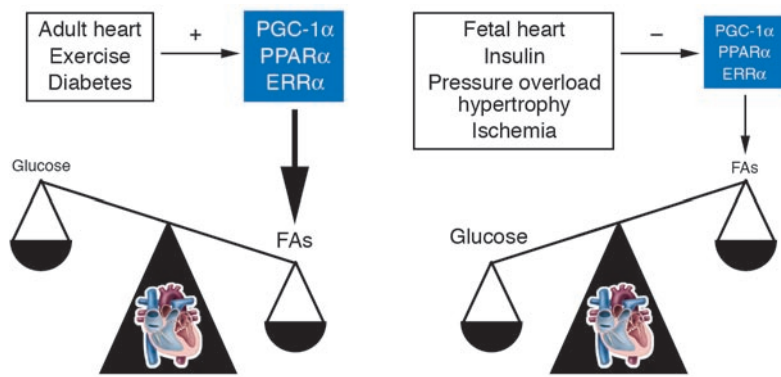 Adult heart
Exercise
Diabetes
+
PGC-1α
PPARα
ERRα
Glucose
FAs
Fetal heart
Insulin
Pressure overload
hypertrophy
Ischemia
−
PGC-1α
PPARα
ERRα
FAs
Glucose